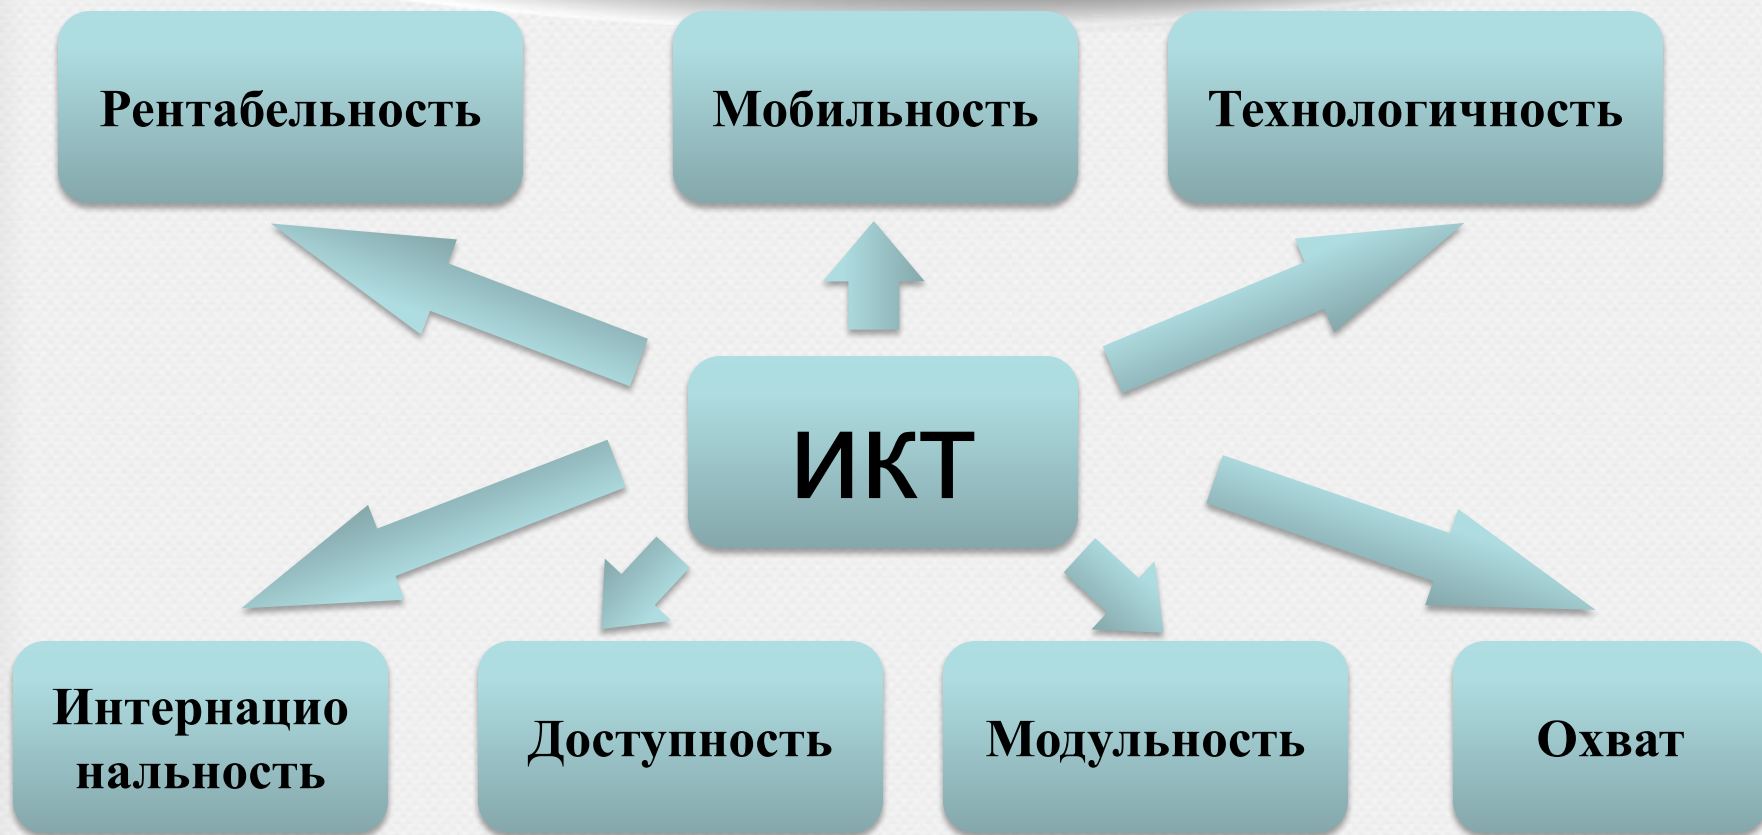 Рентабельность
Мобильность
Технологичность
ИКТ
Интернацио
нальность
Доступность
Модульность
Охват